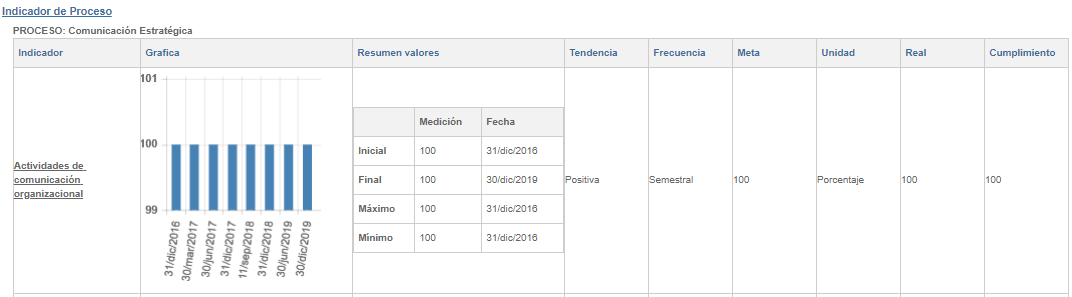 Indicador de Proceso
PROCESO: Comunicación Estratégica
Indicador Grafica Resumen valores Tendencia Frecuencia Meta Unidad Real Cumplimiento
Actividades de
comunicación
organizacional
101
100
99
31/dic/2016
30/mar/2017
30/jun/2017
31/dic/2017
11/sep/2018
31/dic/2018
30/jun/2019
30/dic/2019
Medición Fecha
Inicial 100 31/dic/2016
Final 100 30/dic/2019
Máximo 100 31/dic/2016
Mínimo 100 31/dic/2016
Positiva Semestral 100 Porcentaje 100 100